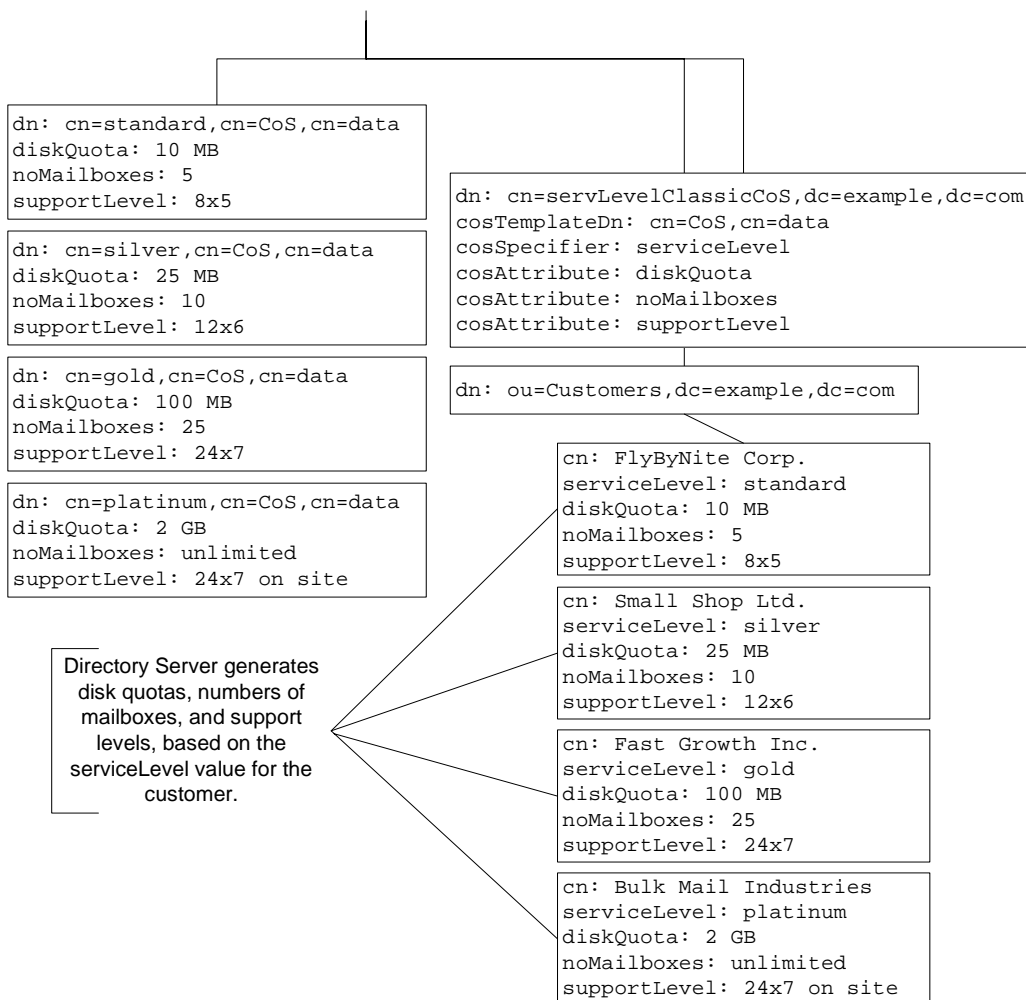 dn: cn=standard,cn=CoS,cn=data
diskQuota: 10 MB
noMailboxes: 5
supportLevel: 8x5
dn: cn=silver,cn=CoS,cn=data
diskQuota: 25 MB
noMailboxes: 10
supportLevel: 12x6
dn: cn=gold,cn=CoS,cn=data
diskQuota: 100 MB
noMailboxes: 25
supportLevel: 24x7
dn: cn=platinum,cn=CoS,cn=data
diskQuota: 2 GB
noMailboxes: unlimited
supportLevel: 24x7 on site
dn: cn=servLevelClassicCoS,dc=example,dc=com
cosTemplateDn: cn=CoS,cn=data
cosSpecifier: serviceLevel
cosAttribute: diskQuota
cosAttribute: noMailboxes
cosAttribute: supportLevel
dn: ou=Customers,dc=example,dc=com
cn: FlyByNite Corp.
serviceLevel: standard
diskQuota: 10 MB
noMailboxes: 5
supportLevel: 8x5
cn: Small Shop Ltd.
serviceLevel: silver
diskQuota: 25 MB
noMailboxes: 10
supportLevel: 12x6
cn: Fast Growth Inc.
serviceLevel: gold
diskQuota: 100 MB
noMailboxes: 25
supportLevel: 24x7
cn: Bulk Mail Industries
serviceLevel: platinum
diskQuota: 2 GB
noMailboxes: unlimited
supportLevel: 24x7 on site
Directory Server generates
disk quotas, numbers of
mailboxes, and support
levels, based on the
serviceLevel value for the
customer.